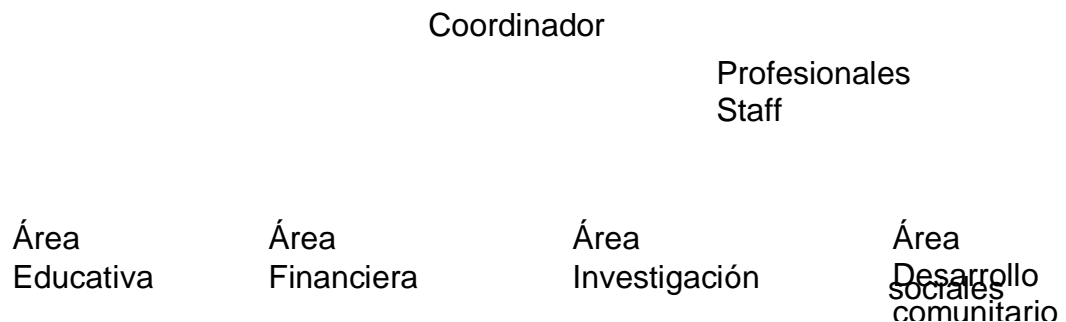 Coordinador
Profesionales
Staff
Área
Educativa
Área
Financiera
Área
Investigación
Área
Desarrollo
sociales
comunitario